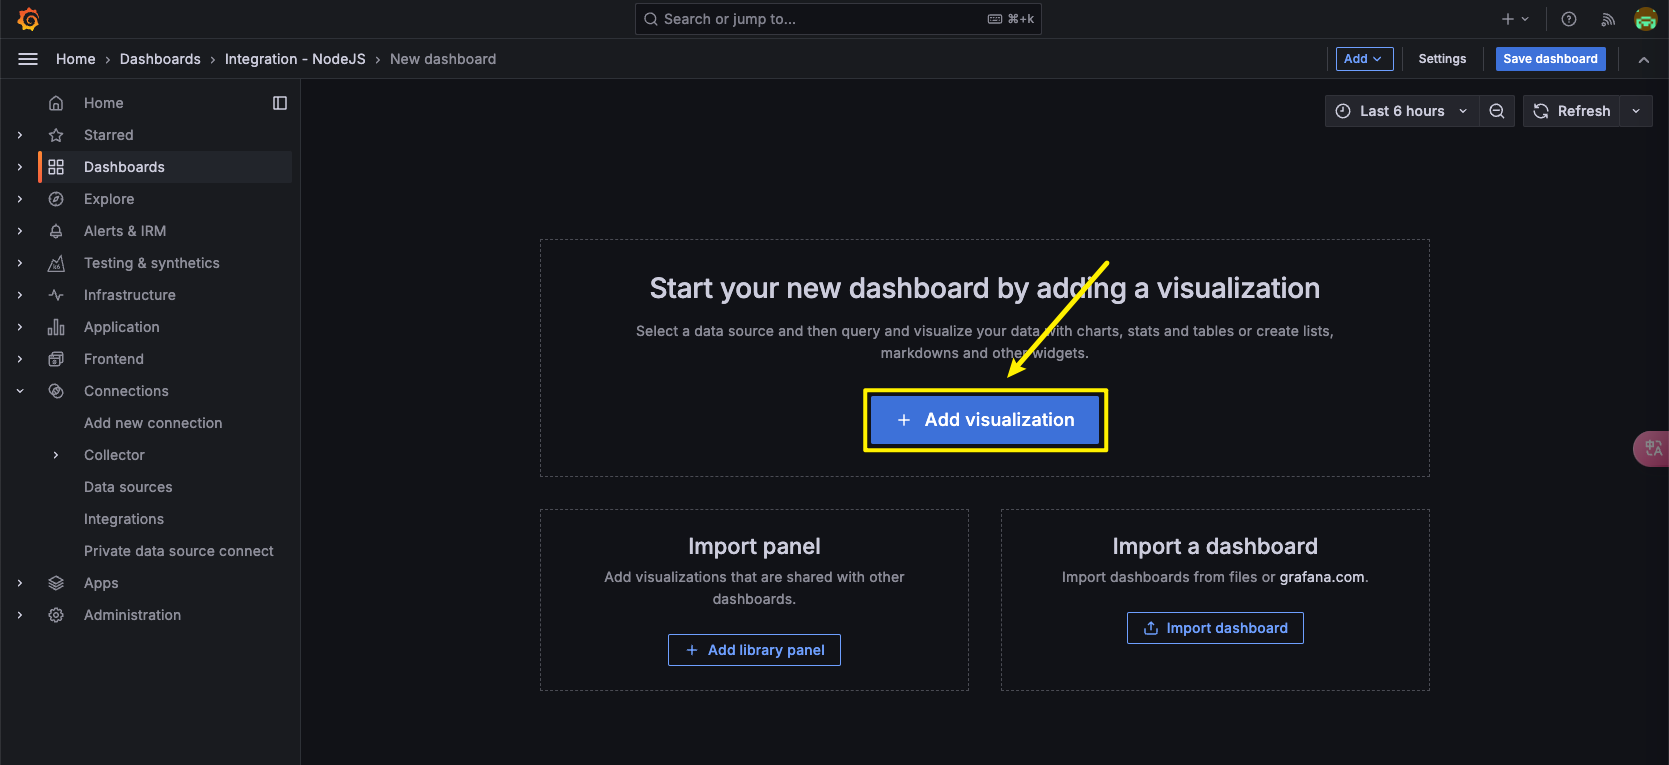 Search or jump to...
⌘+k
Home › Dashboards › Integration - NodeJS › New dashboard
Add
Settings
Save dashboard
Home
Starred
Dashboards
Explore
Alerts & IRM
Testing & synthetics
Infrastructure
Application
Frontend
Connections
Add new connection
Collector
Data sources
Integrations
Private data source connect
Apps
Administration
Last 6 hours
Refresh
Start your new dashboard by adding a visualization
Select a data source and then query and visualize your data with charts, stats and tables or create lists,
markdowns and other widgets.
+ Add visualization
Import panel
Add visualizations that are shared with other
dashboards.
+ Add library panel
Import a dashboard
Import dashboards from files or grafana.com.
Import dashboard